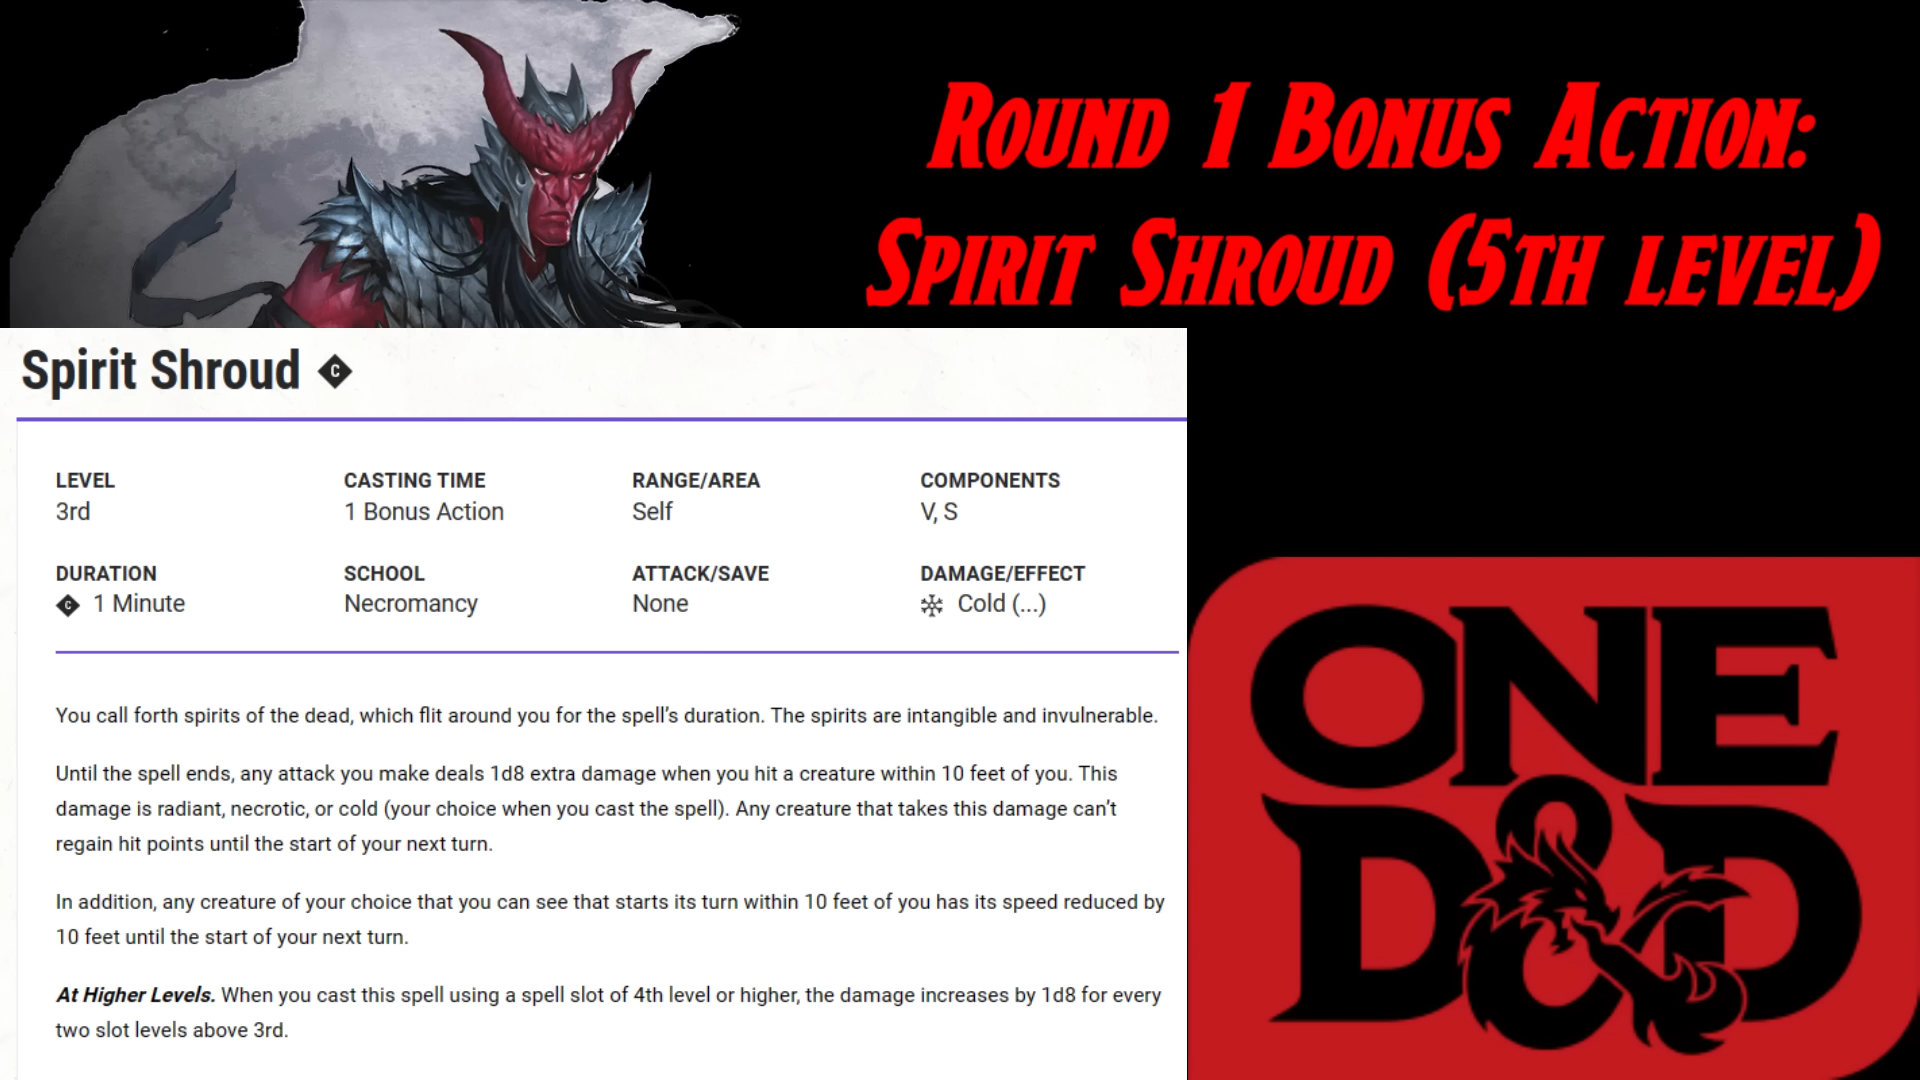 Round 1 Bonus Action:
Spirit Shroud (5th level)
Spirit Shroud C
LEVEL
3rd
CASTING TIME
1 Bonus Action
RANGE/AREA
Self
COMPONENTS
V, S
DURATION
C 1 Minute
SCHOOL
Necromancy
ATTACK/SAVE
None
DAMAGE/EFFECT
Cold (...)
You call forth spirits of the dead, which flit around you for the spell's duration. The spirits are intangible and invulnerable.
Until the spell ends, any attack you make deals 1d8 extra damage when you hit a creature within 10 feet of you. This
damage is radiant, necrotic, or cold (your choice when you cast the spell). Any creature that takes this damage can't
regain hit points until the start of your next turn.
In addition, any creature of your choice that you can see that starts its turn within 10 feet of you has its speed reduced by
10 feet until the start of your next turn.
At Higher Levels. When you cast this spell using a spell slot of 4th level or higher, the damage increases by 1d8 for every
two slot levels above 3rd.
ONE
D&D